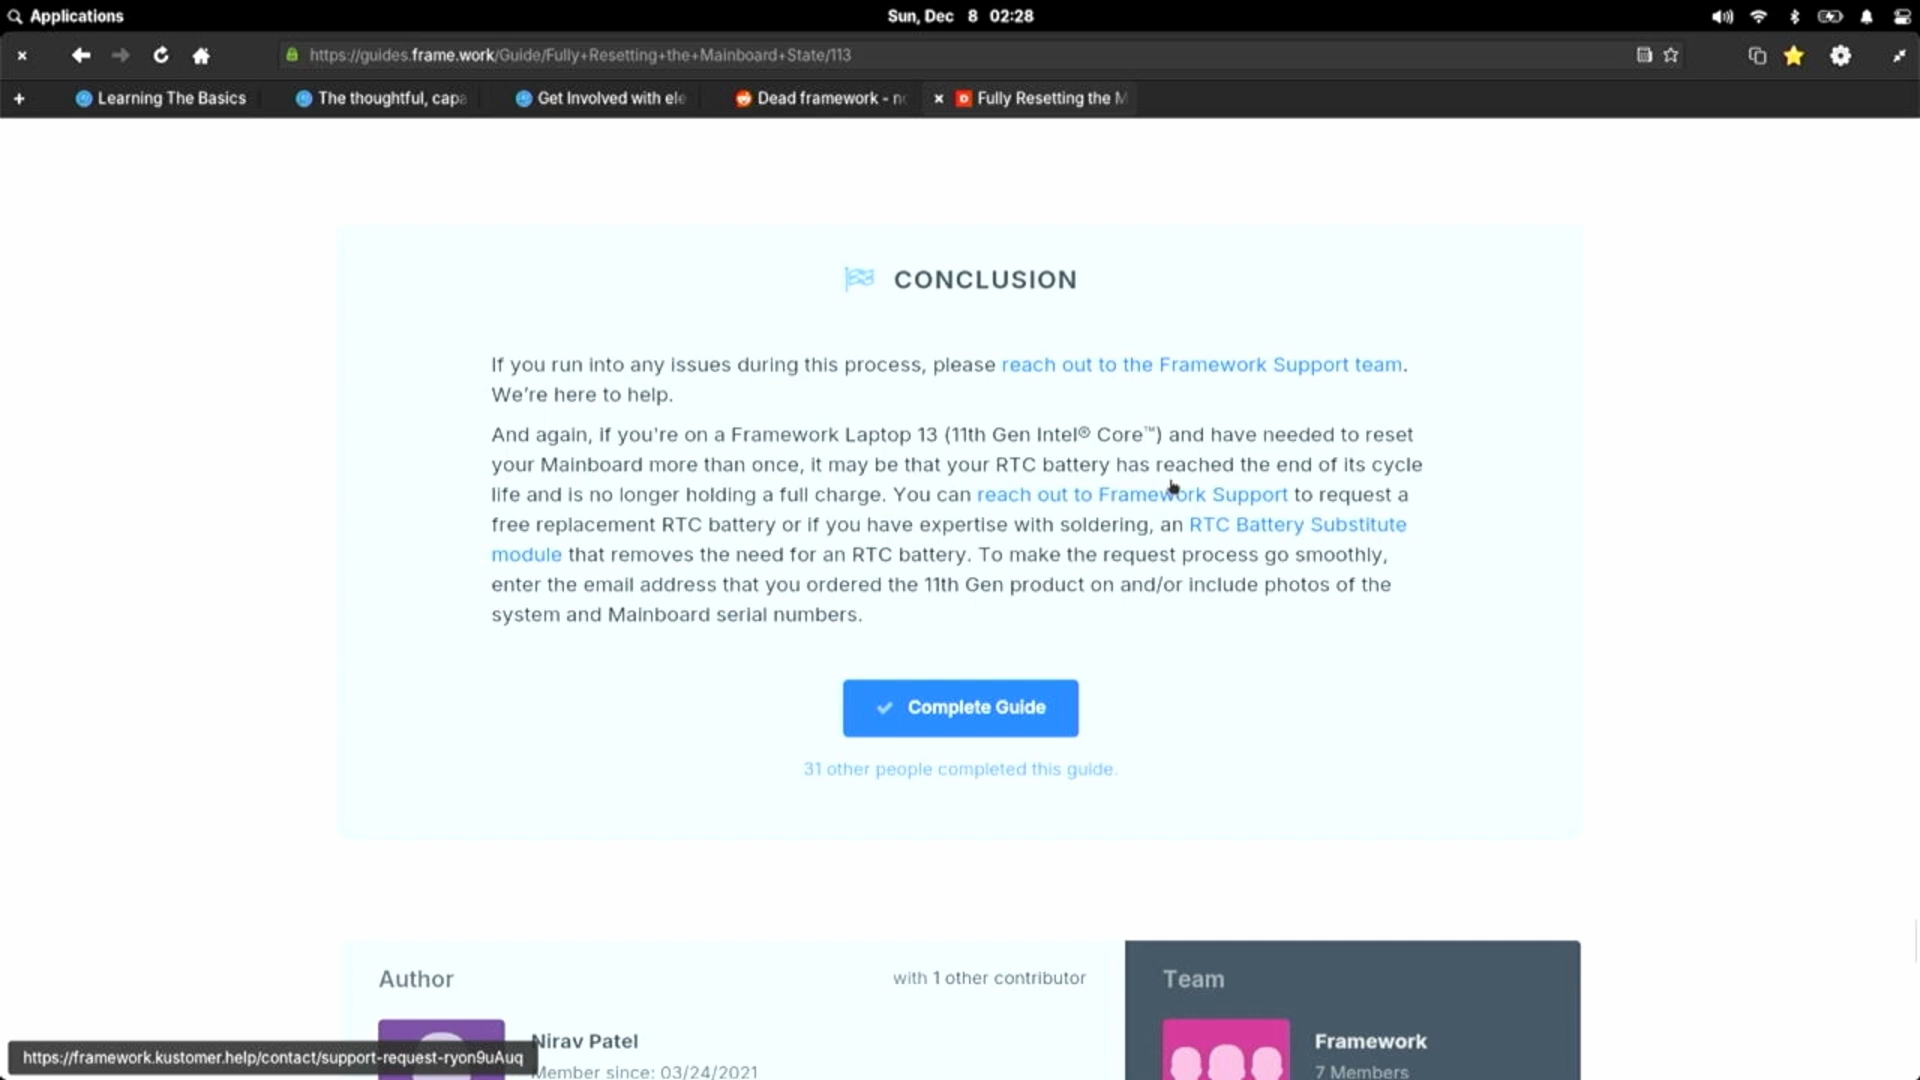 Applications
Sun, Dec 8 02:28
https://guides.frame.work/Guide/Fully+Resetting+the+Mainboard+State/113
Learning The Basics
The thoughtful, capa
Get Involved with ele
Dead framework - no
Fully Resetting the M
CONCLUSION
If you run into any issues during this process, please reach out to the Framework Support team.
We're here to help.
And again, if you're on a Framework Laptop 13 (11th Gen Intel® Core™) and have needed to reset
your Mainboard more than once, it may be that your RTC battery has reached the end of its cycle
life and is no longer holding a full charge. You can reach out to Framework Support to request a
free replacement RTC battery or if you have expertise with soldering, an RTC Battery Substitute
module that removes the need for an RTC battery. To make the request process go smoothly,
enter the email address that you ordered the 11th Gen product on and/or include photos of the
system and Mainboard serial numbers.
Complete Guide
31 other people completed this guide.
Author
with 1 other contributor
Team
Nirav Patel
Framework
Member since: 03/24/2021
7 Members
https://framework.kustomer.help/contact/support-request-ryon9uAuq